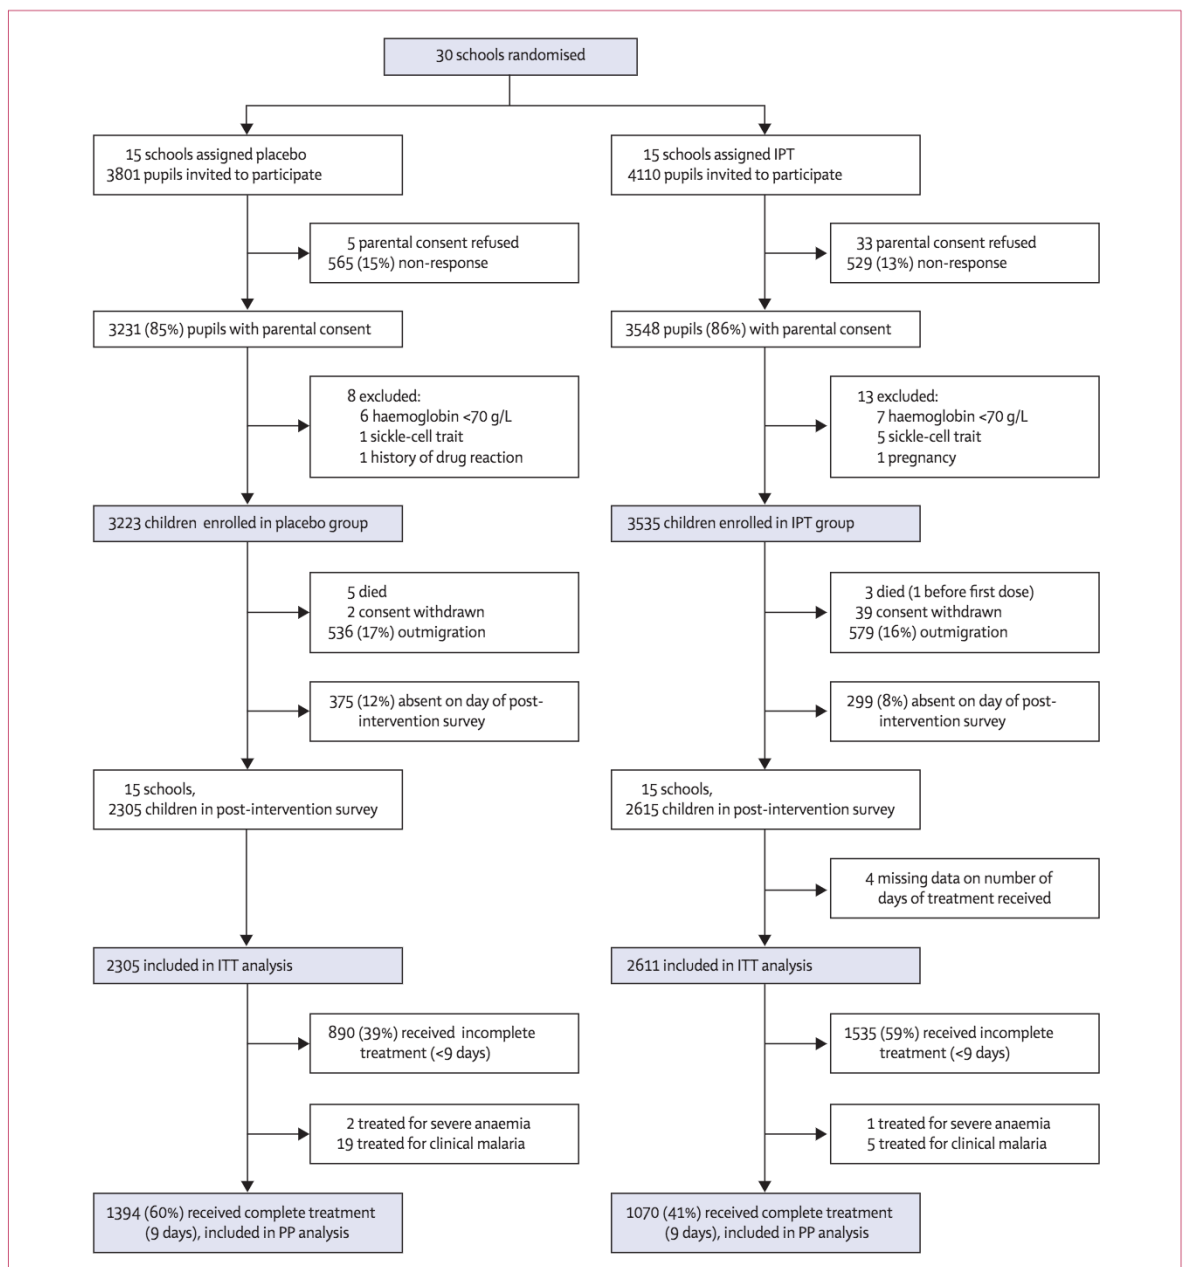 30 schools randomised
15 schools assigned placebo
3801 pupils invited to participate
15 schools assigned IPT
4110 pupils invited to participate
5 parental consent refused
565 (15%) non-response
33 parental consent refused
529 (13%) non-response
3231 (85%) pupils with parental consent
3548 pupils (86%) with parental consent
8 excluded:
6 haemoglobin <70 g/L
1 sickle-cell trait
1 history of drug reaction
13 excluded:
7 haemoglobin <70 g/L
5 sickle-cell trait
1 pregnancy
3223 children enrolled in placebo group
3535 children enrolled in IPT group
5 died
2 consent withdrawn
536 (17%) outmigration
3 died (1 before first dose)
39 consent withdrawn
579 (16%) outmigration
375 (12%) absent on day of post-
intervention survey
299 (8%) absent on day of post-
intervention survey
15 schools,
2305 children in post-intervention survey
15 schools,
2615 children in post-intervention survey
4 missing data on number of
days of treatment received
2305 included in ITT analysis
2611 included in ITT analysis
890 (39%) received incomplete
treatment (<9 days)
1535 (59%) received incomplete
treatment (<9 days)
2 treated for severe anaemia
19 treated for clinical malaria
1 treated for severe anaemia
5 treated for clinical malaria
1394 (60%) received complete treatment
(9 days), included in PP analysis
1070 (41%) received complete treatment
(9 days), included in PP analysis